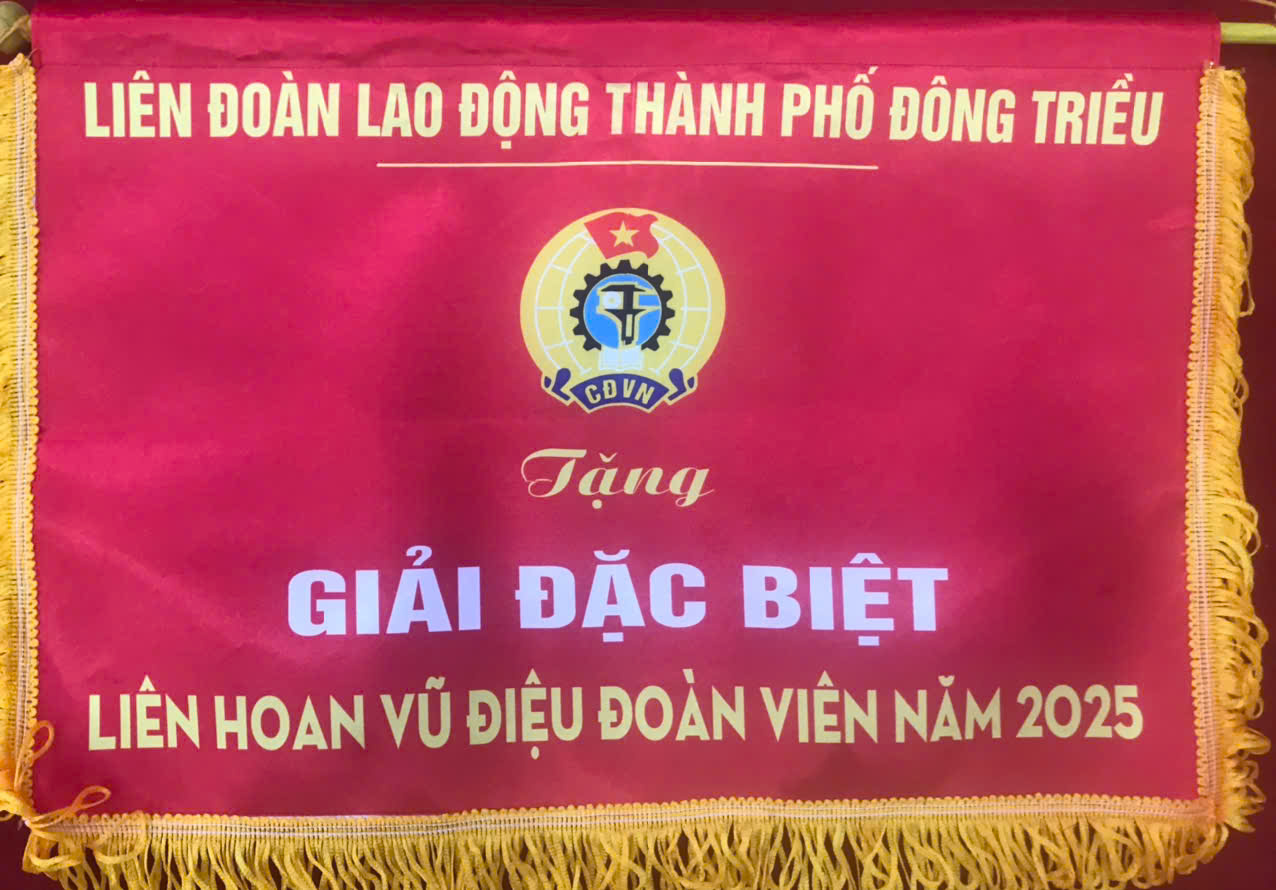 LIÊN ĐOÀN LAO ĐỘNG THÀNH PHỐ ĐÔNG TRIỀU
CĐVN
Tặng
GIẢI ĐẶC BIỆT
LIÊN HOAN VŨ ĐIỆU ĐOÀN VIÊN NĂM 2025